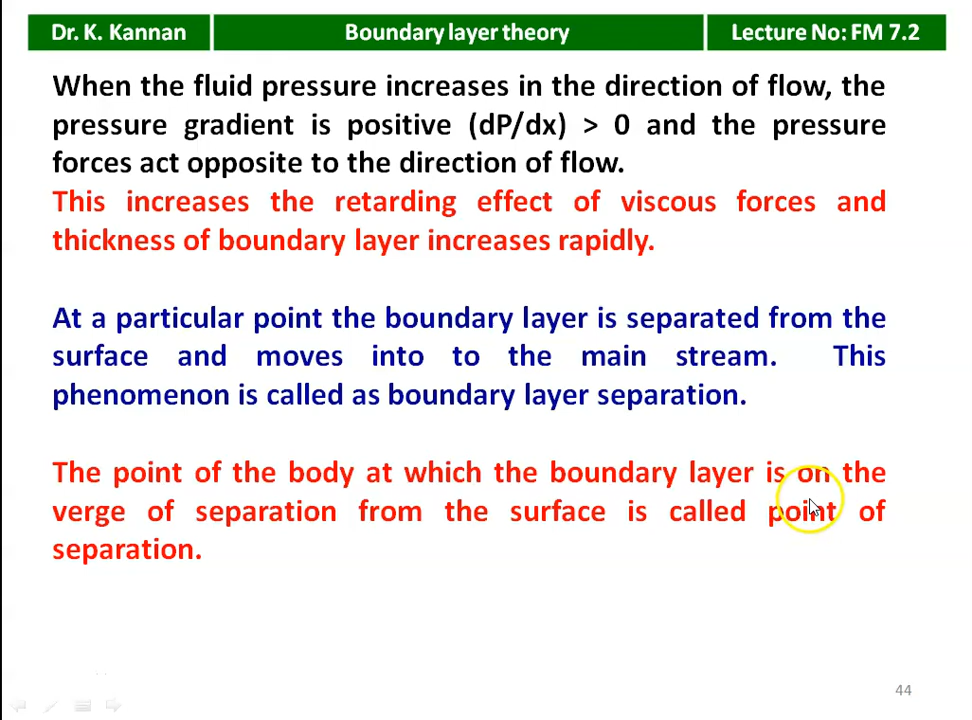 Dr. K. Kannan
Boundary layer theory
Lecture No: FM 7.2
When the fluid pressure increases in the direction of flow, the
pressure gradient is positive (dP/dx) > 0 and the pressure
forces act opposite to the direction of flow.
This increases the retarding effect of viscous forces and
thickness of boundary layer increases rapidly.
At a particular point the boundary layer is separated from the
surface and moves into to the main stream. This
phenomenon is called as boundary layer separation.
The point of the body at which the boundary layer is on the
verge of separation from the surface is called point of
separation.
44